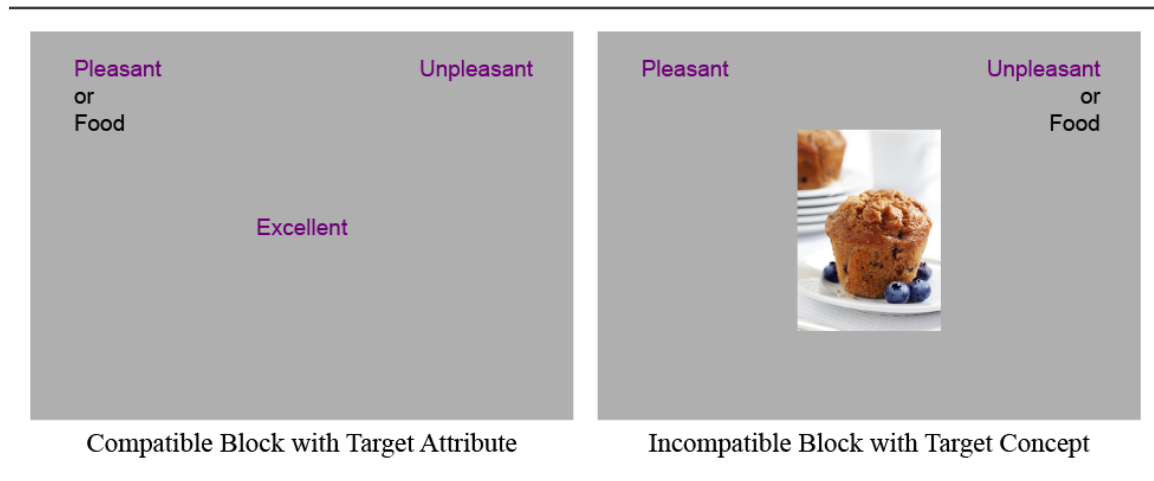 Pleasant
or
Food
Unpleasant
Excellent
Compatible Block with Target Attribute
Pleasant
Unpleasant
or
Food
Incompatible Block with Target Concept